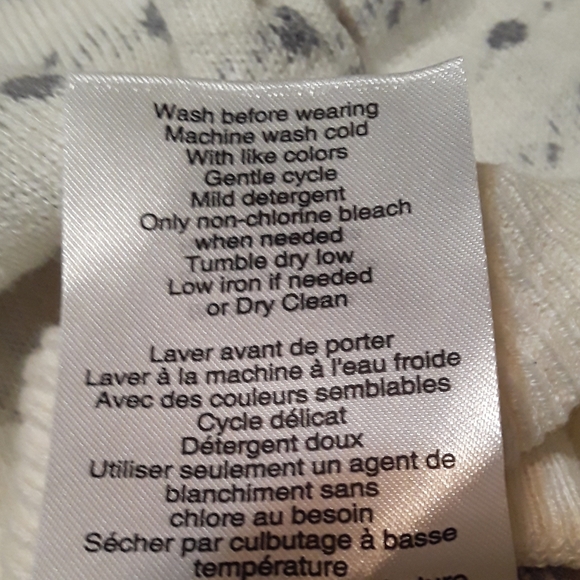 Wash before wearing
Machine wash cold
With like colors
Gentle cycle
Mild detergent
Only non-chlorine bleach
when needed
Tumble dry low
Low iron if needed
or Dry Clean
Laver avant de porter
Laver à la machine à l'eau froide
Avec des couleurs semblables
Cycle délicat
Détergent doux
Utiliser seulement un agent de
blanchiment sans
chlore au besoin
Sécher par culbutage à basse
température